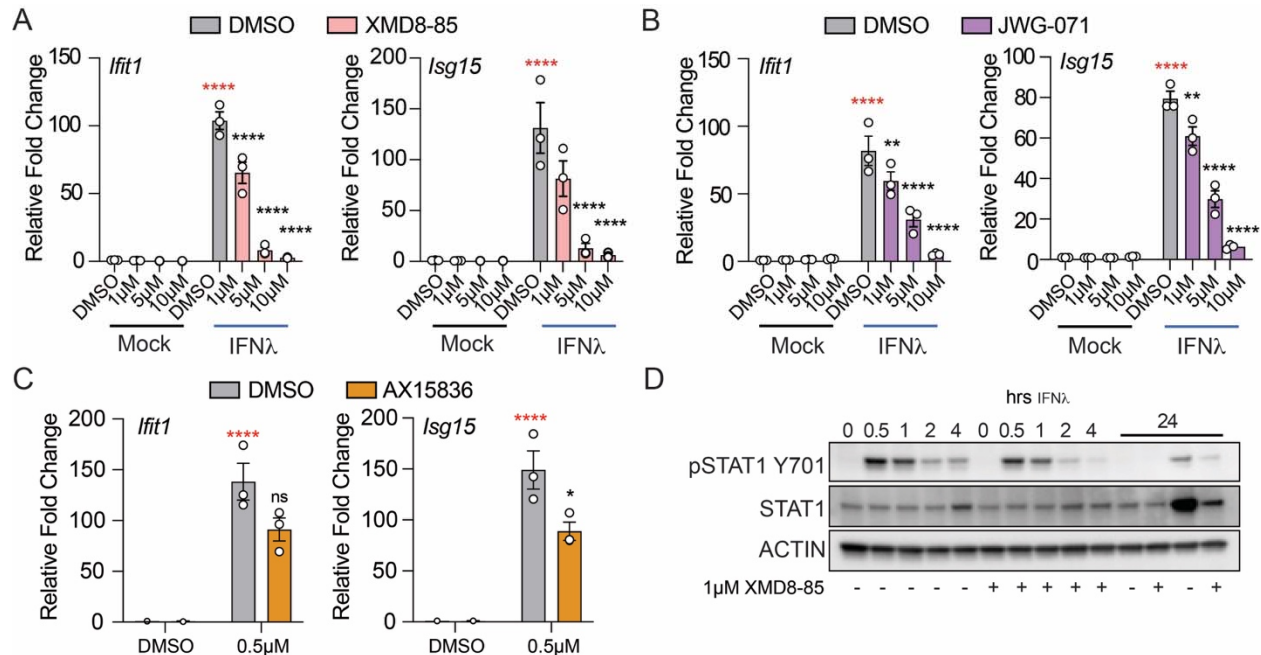 A
DMSO XMD8-85
Relative Fold Change
Ifit1
150
100
50
0
****
****
****
****
DMSO 1µM 5µM 10µM DMSO 1µM 5µM 10µM
Mock IFNλ
Relative Fold Change
Isg15
200
150
100
50
0
****
****
****
DMSO 1µM 5µM 10µM DMSO 1µM 5µM 10µM
Mock IFNλ
B
DMSO JWG-071
Relative Fold Change
Ifit1
150
100
50
0
****
**
****
****
DMSO 1µM 5µM 10µM DMSO 1µM 5µM 10µM
Mock IFNλ
Relative Fold Change
Isg15
100
80
60
40
20
0
****
**
****
****
DMSO 1µM 5µM 10µM DMSO 1µM 5µM 10µM
Mock IFNλ
C
DMSO AX15836
Relative Fold Change
Ifit1
200
150
100
50
0
****
ns
DMSO 0.5µM
Relative Fold Change
Isg15
200
150
100
50
0
****
*
DMSO 0.5µM
D
hrs IFNλ
0 0.5 1 2 4 0 0.5 1 2 4 24
pSTAT1 Y701
STAT1
ACTIN
1µM XMD8-85 - - - - - + + + + + - + - +